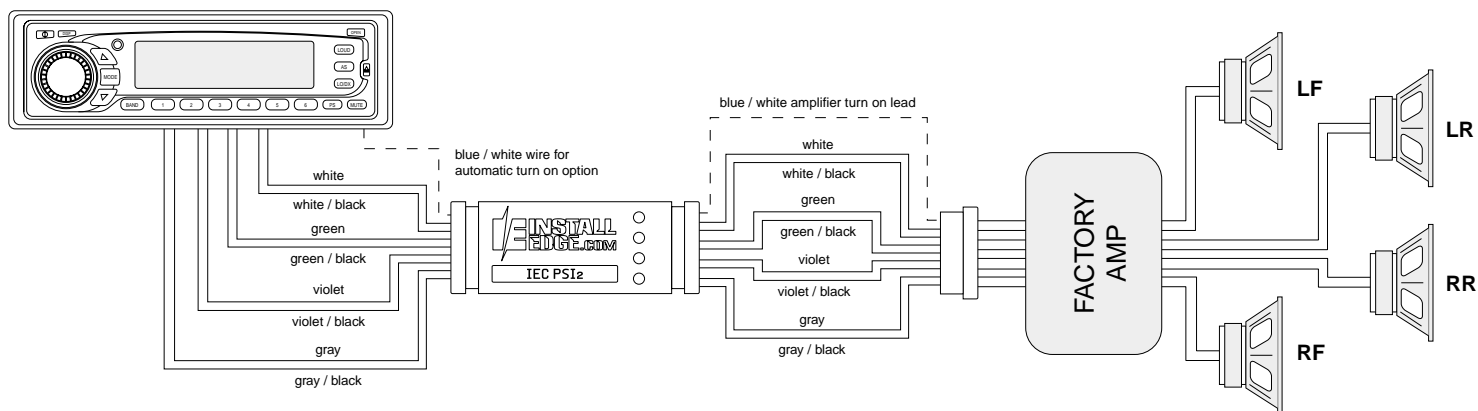 OPEN
LOUD
AS
LO/DX
MODE
BAND 1 2 3 4 5 6 PS MUTE
blue / white wire for
automatic turn on option
white
white / black
green
green / black
violet
violet / black
gray
gray / black
INSTALL
EDGE.COM
IEC PSI2
blue / white amplifier turn on lead
white
white / black
green
green / black
violet
violet / black
gray
gray / black
FACTORY
AMP
LF
LR
RR
RF